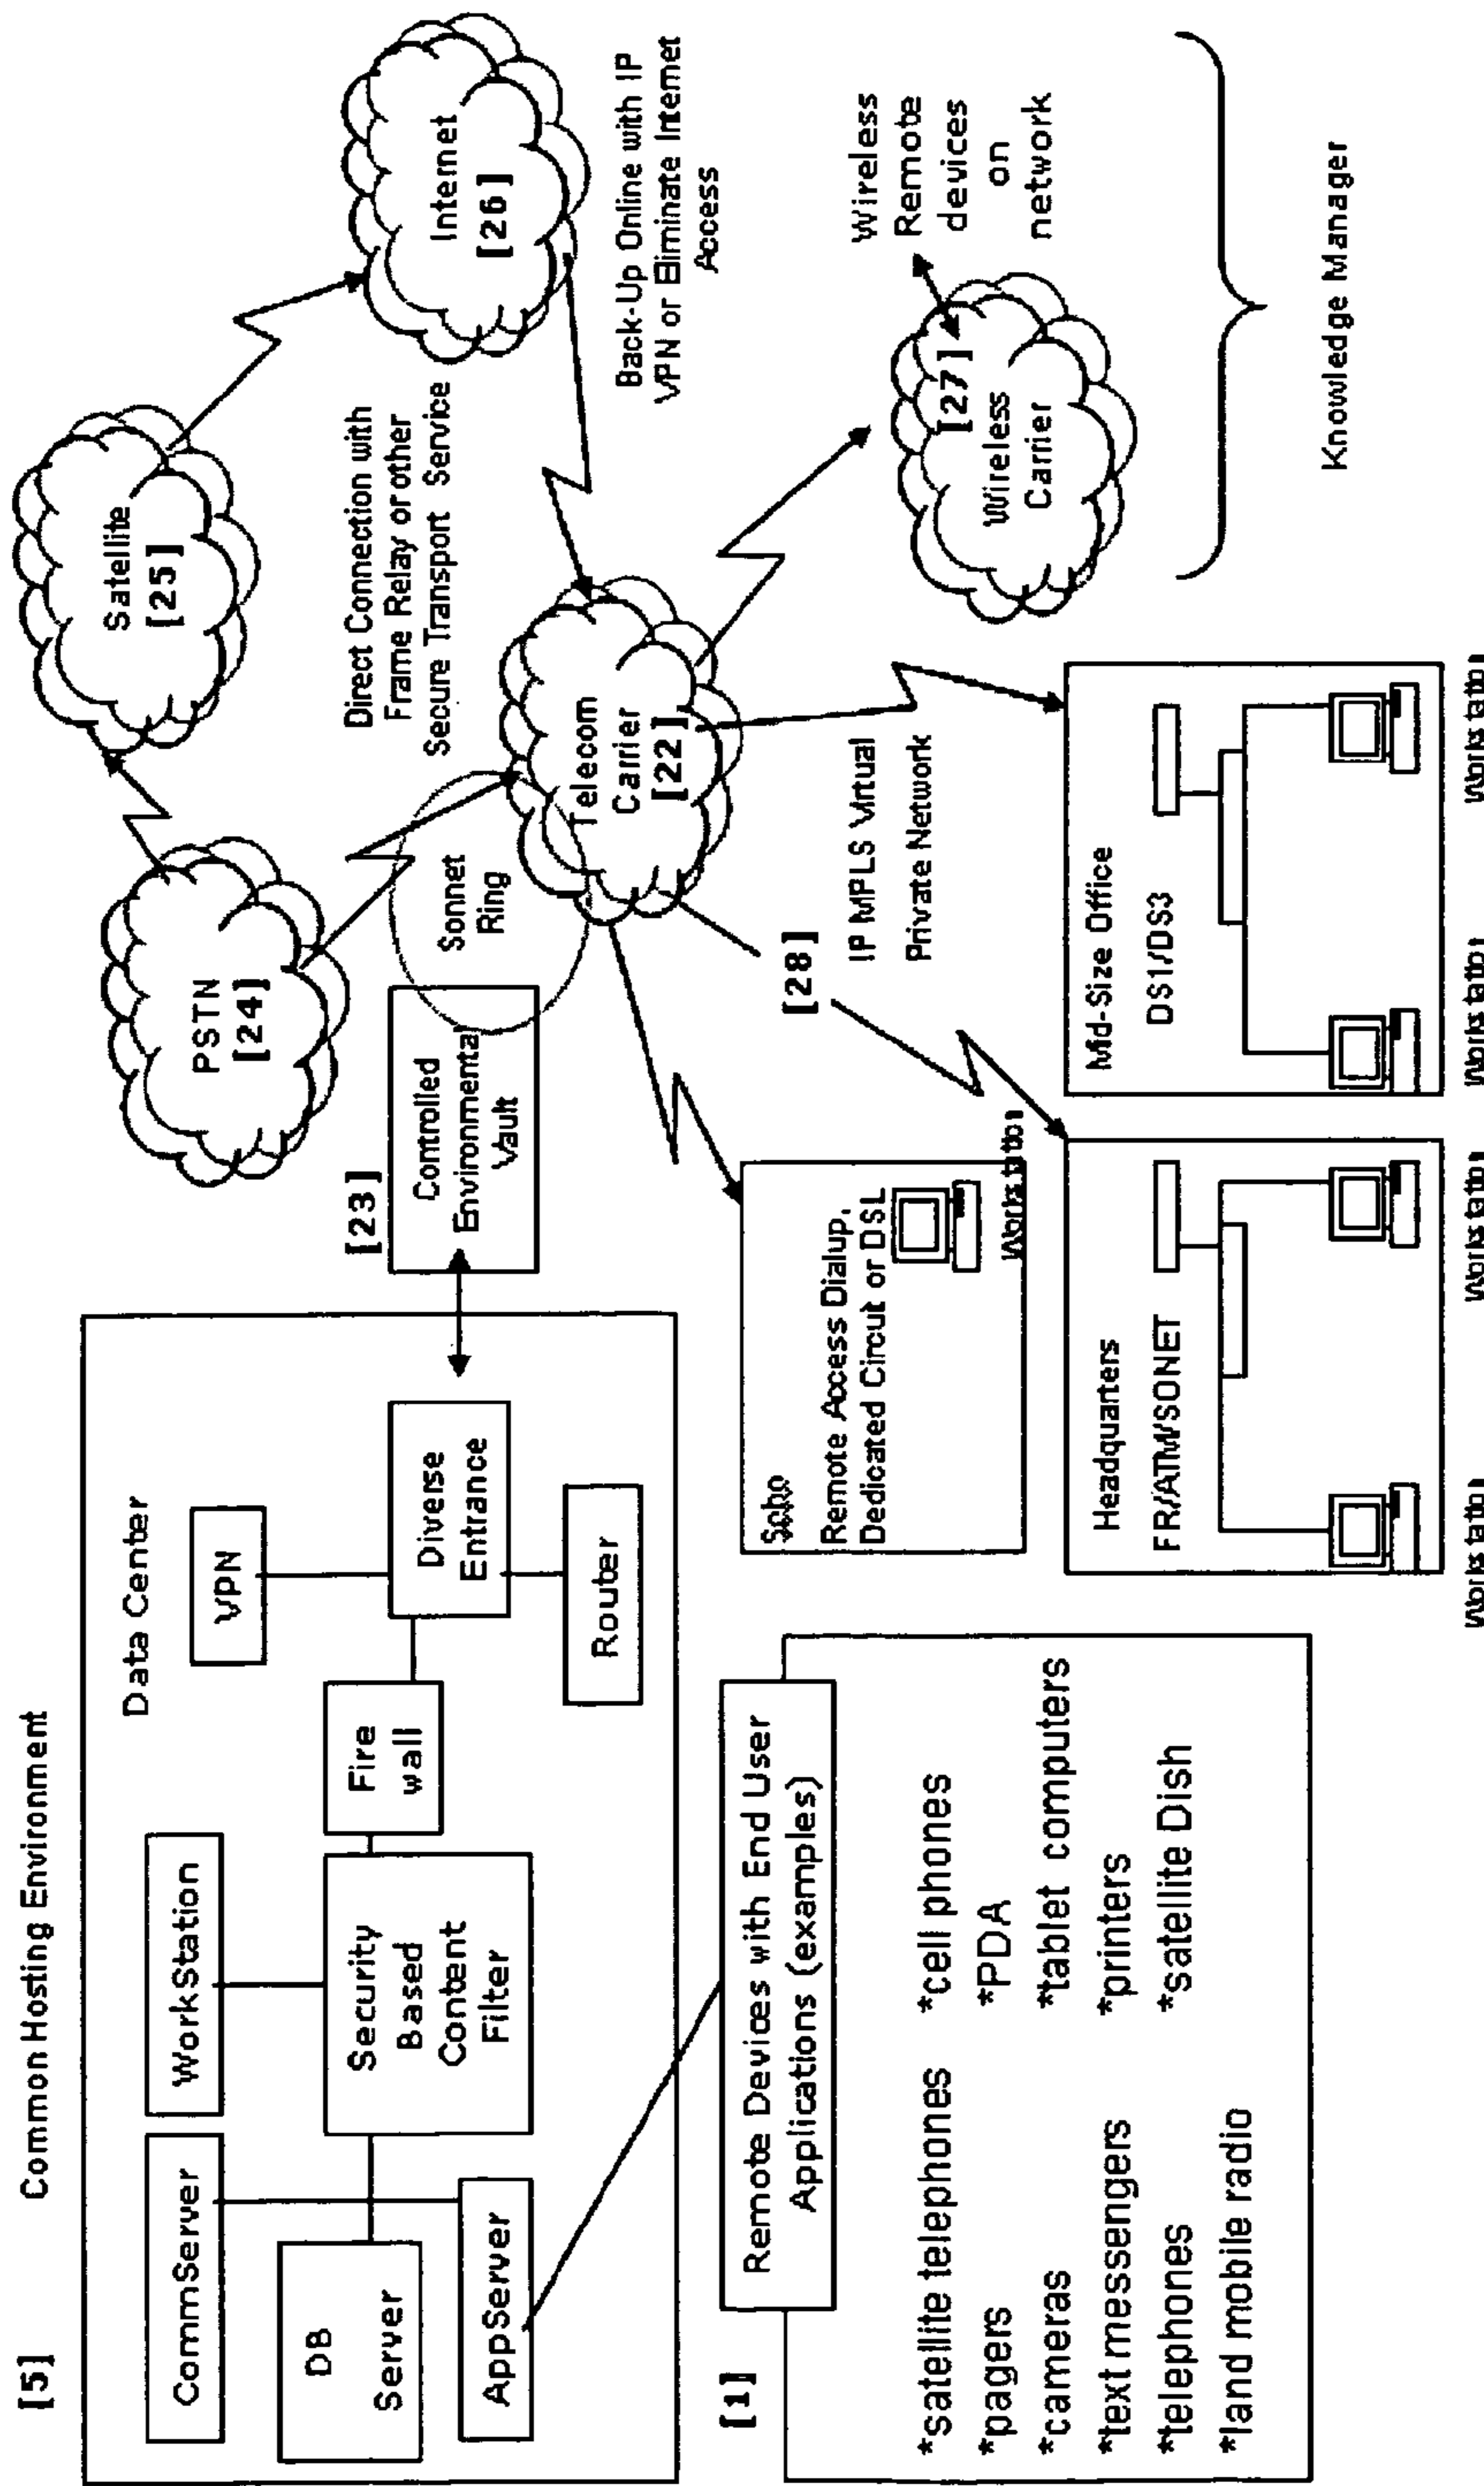 [5] Common Hosting Environment
Data Center
CommServer
WorkStation
VPN
DB
Server
Security
Based
Content
Filter
Fire
wall
Diverse
Entrance
AppServer
Router
[23]
Controlled
Environmental
Vault
PSTN
[24]
Sonnet
Ring
Satellite
[25]
Direct Connection with
Frame Relay or other
Secure Transport Service
Internet
[26]
Back-Up Online with IP
VPN or Eliminate Internet
Access
Telecom
Carrier
[22]
[28]
IP MPLS Virtual
Private Network
[27]
Wireless
Carrier
Wireless
Remote
devices
on
network
Knowledge Manager
[1]
Remote Devices with End User
Applications (examples)
*satellite telephones *cell phones
*pagers *PDA
*cameras *tablet computers
*text messengers *printers
*telephones *satellite Dish
*land mobile radio
Soho
Remote Access Dialup,
Dedicated Circut or DSL
Workstation
Headquarters
FR/ATM/SONET
Workstation
Workstation
Mid-Size Office
DS1/DS3
Workstation
Workstation